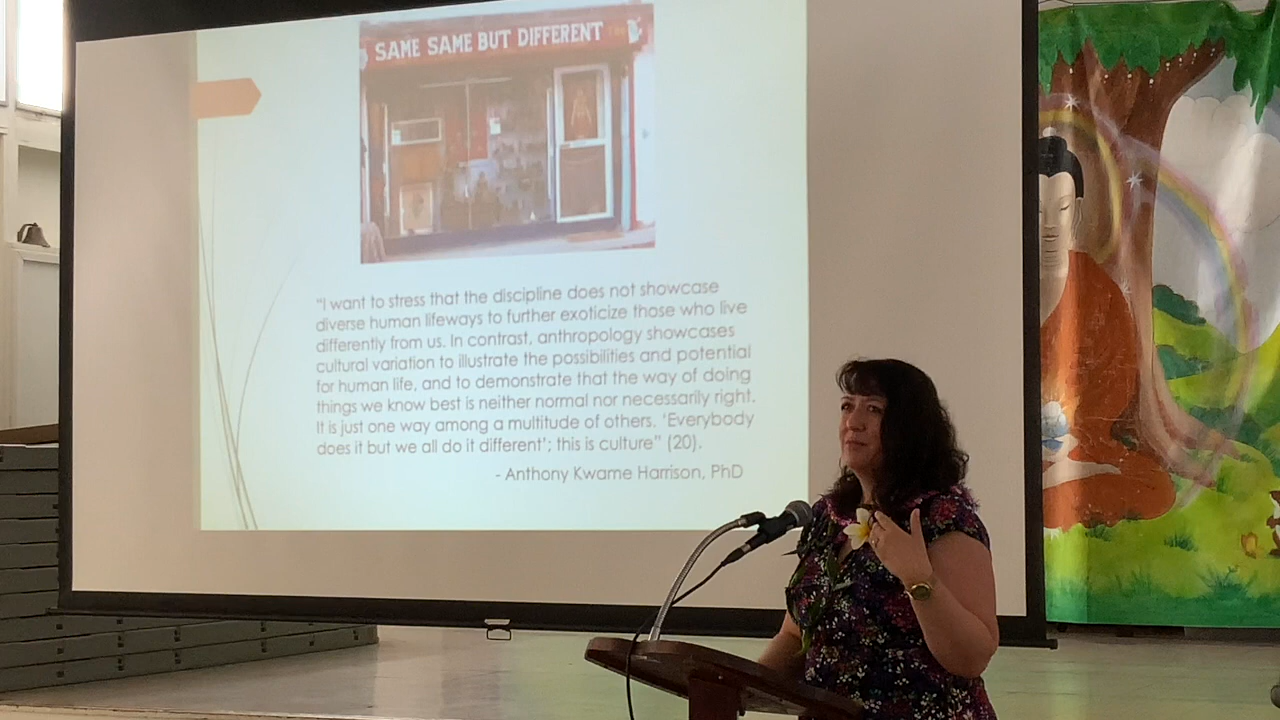 SAME SAME BUT DIFFERENT
"I want to stress that the discipline does not showcase
diverse human lifeways to further exoticize those who live
differently from us. In contrast, anthropology showcases
cultural variation to illustrate the possibilities and potential
for human life, and to demonstrate that the way of doing
things we know best is neither normal nor necessarily right.
It is just one way among a multitude of others. 'Everybody
does it but we all do it different'; this is culture" (20).
- Anthony Kwame Harrison, PhD